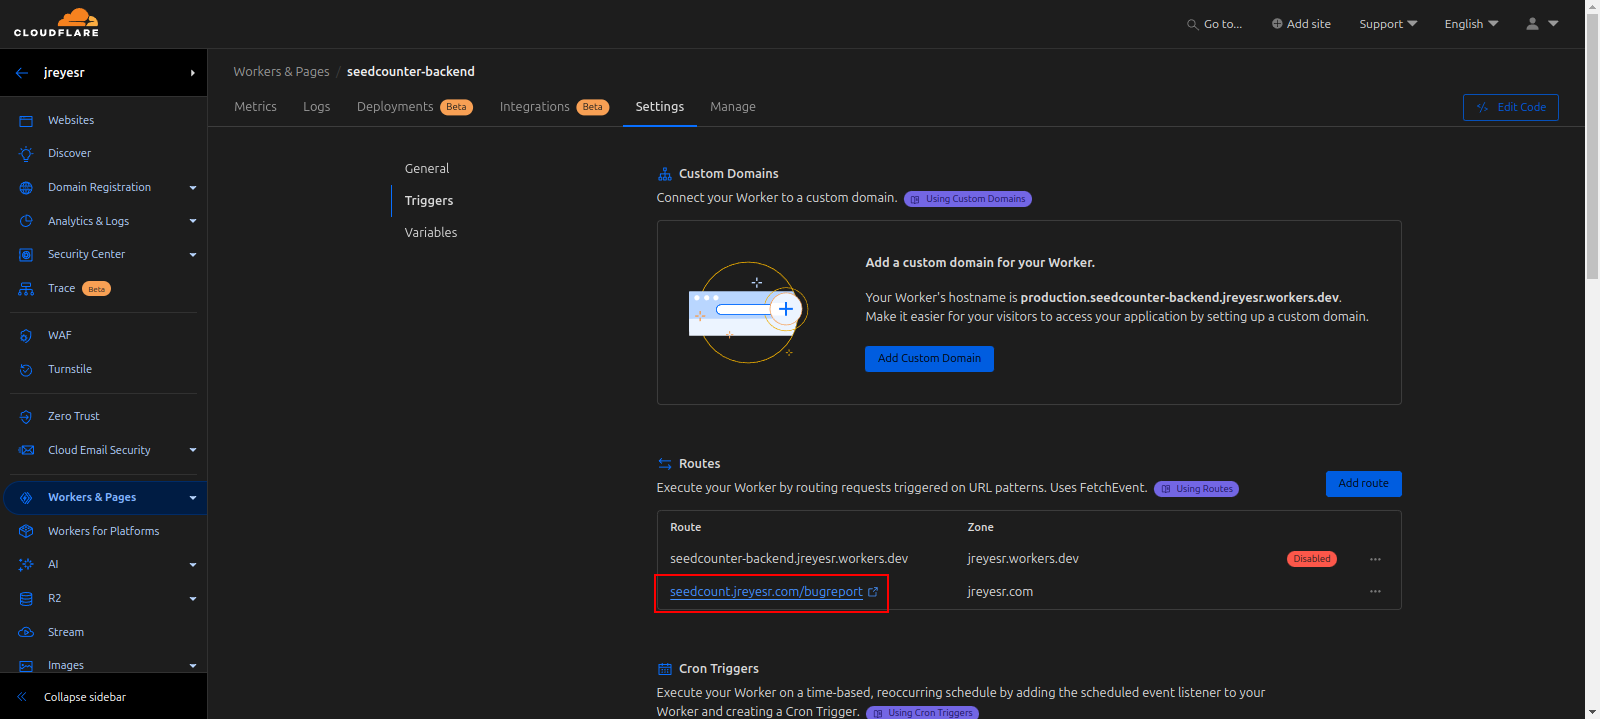 CLOUDFLARE
Go to...
Add site
Support
English
jreyesr
Websites
Discover
Domain Registration
Analytics & Logs
Security Center
Trace Beta
WAF
Turnstile
Zero Trust
Cloud Email Security
Workers & Pages
Workers for Platforms
AI
R2
Stream
Images
Collapse sidebar
Workers & Pages / seedcounter-backend
Metrics
Logs
Deployments Beta
Integrations Beta
Settings
Manage
Edit Code
General
Triggers
Variables
Custom Domains
Connect your Worker to a custom domain. Using Custom Domains
Add a custom domain for your Worker.
Your Worker's hostname is production.seedcounter-backend.jreyesr.workers.dev.
Make it easier for your visitors to access your application by setting up a custom domain.
Add Custom Domain
Routes
Execute your Worker by routing requests triggered on URL patterns. Uses FetchEvent. Using Routes
Add route
Route Zone
seedcounter-backend.jreyesr.workers.dev jreyesr.workers.dev Disabled ...
seedcount.jreyesr.com/bugreport jreyesr.com ...
Cron Triggers
Execute your Worker on a time-based, reoccurring schedule by adding the scheduled event listener to your
Worker and creating a Cron Trigger. Using Cron Triggers